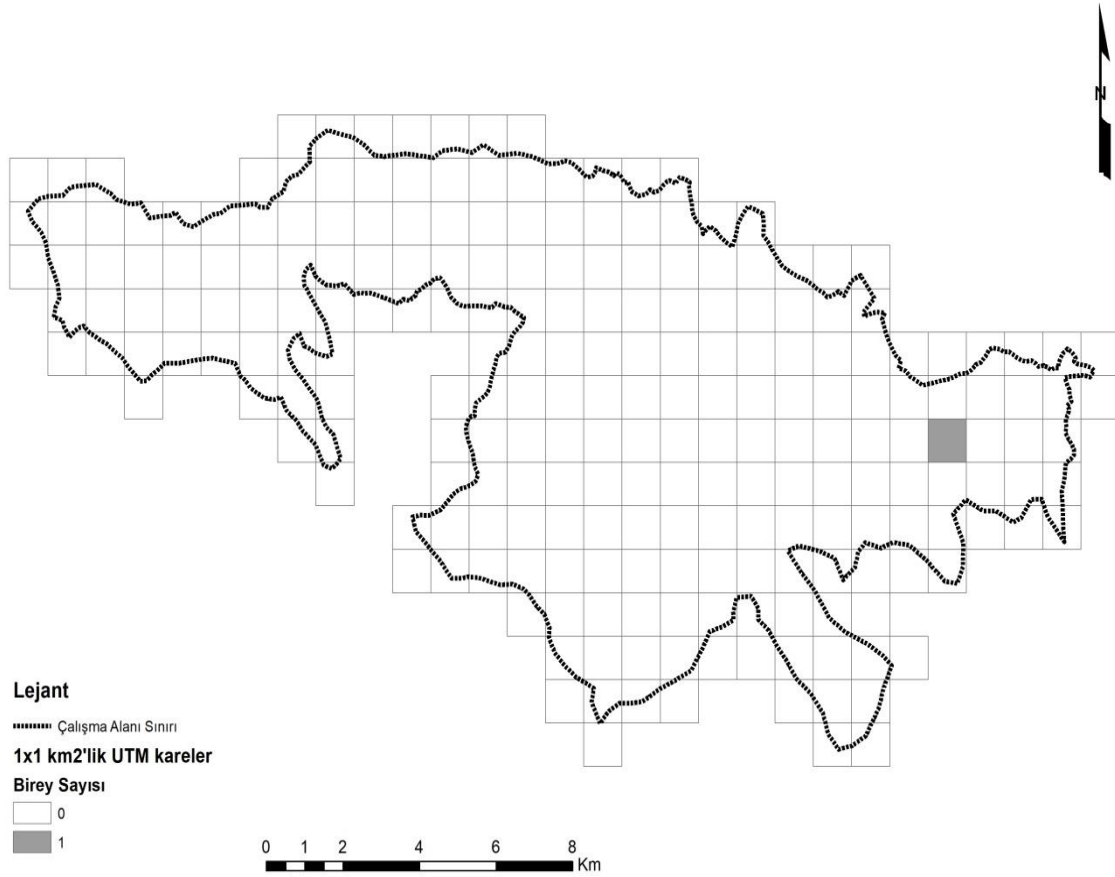 N
Lejant
Çalışma Alanı Sınırı
1x1 km2'lik UTM kareler
Birey Sayısı
0
1
0 1 2 4 6 8
Km